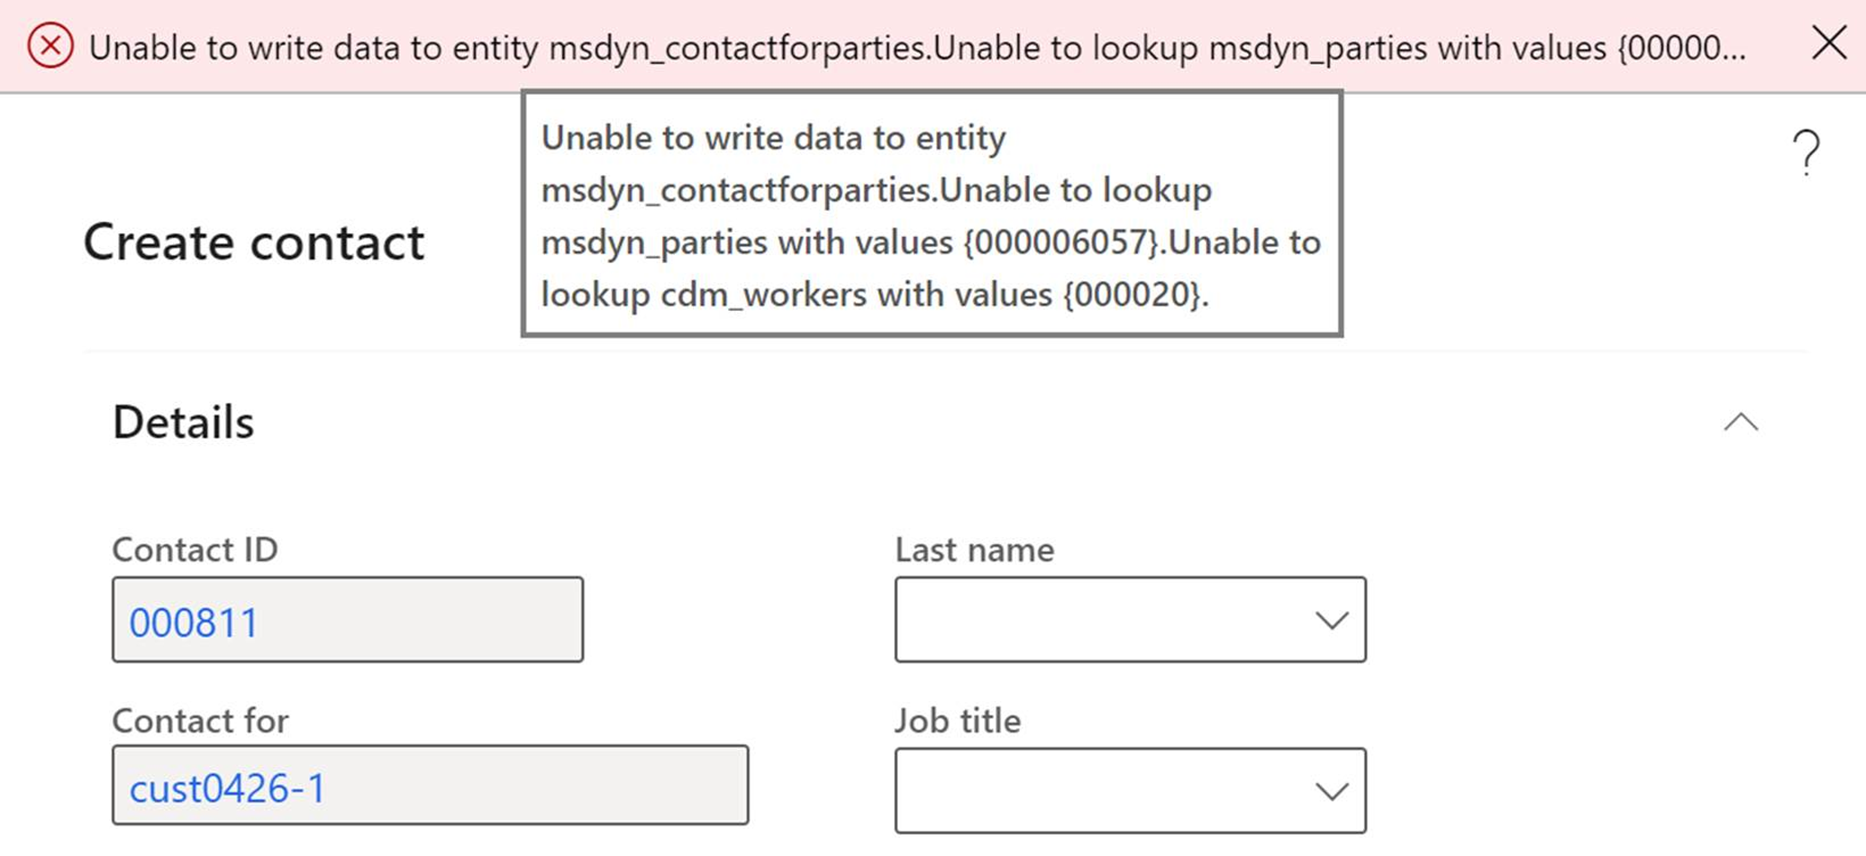 Unable to write data to entity msdyn_contactforparties.Unable to lookup msdyn_parties with values {00000...
Unable to write data to entity
msdyn_contactforparties.Unable to lookup
msdyn_parties with values {000006057}.Unable to
lookup cdm_workers with values {000020}.
?
Create contact
Details
Contact ID
000811
Last name
Contact for
cust0426-1
Job title